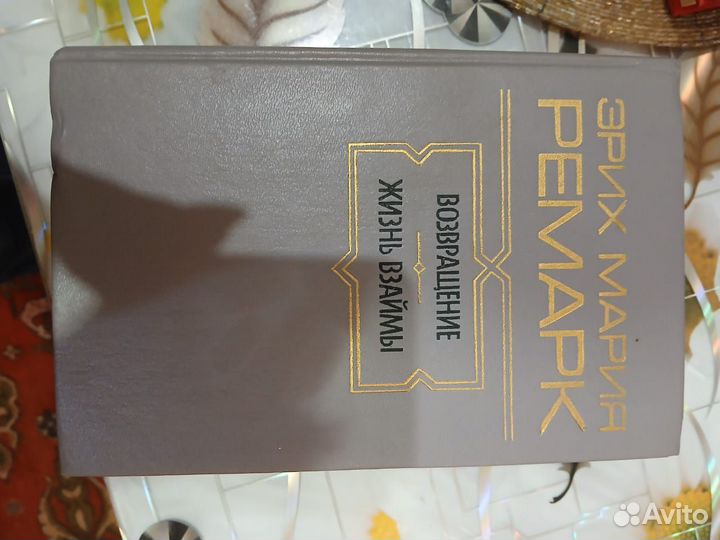 ЭРИХ МАРИЯ
РЕМАРК
ВОЗВРАЩЕНИЕ
ЖИЗНЬ ВЗАЙМЫ
Avito